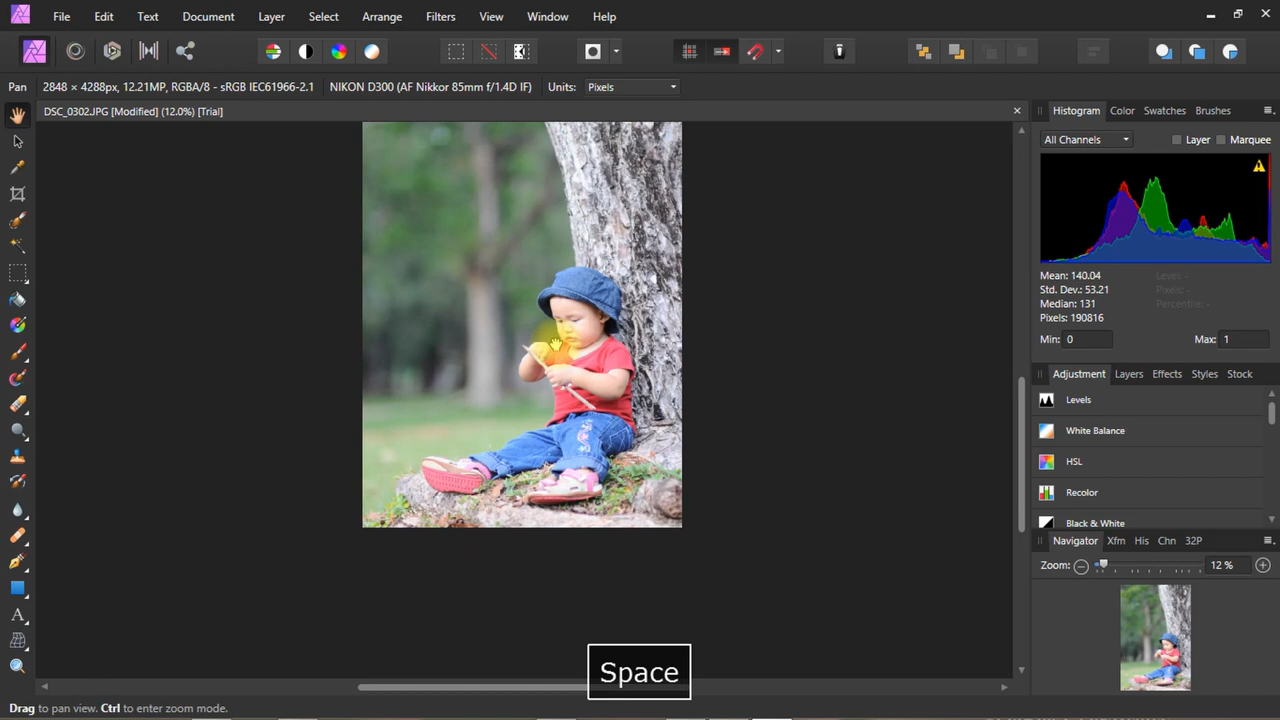 File Edit Text Document Layer Select Arrange Filters View Window Help
Pan 2848 × 4288px, 12.21MP, RGBA/8 - sRGB IEC61966-2.1 NIKON D300 (AF Nikkor 85mm f/1.4D IF) Units: Pixels
DSC_0302.JPG [Modified] (12.0%) [Trial]
Histogram Color Swatches Brushes
All Channels Layer Marquee
Mean: 140.04 Level: -
Std. Dev.: 53.21 Pixels: -
Median: 131 Percentile: -
Pixels: 190816
Min: 0 Max: 1
Adjustment Layers Effects Styles Stock
Levels
White Balance
HSL
Recolor
Black & White
Navigator Xfm His Chn 32P
Zoom: 12 %
A
Space
Drag to pan view. Ctrl to enter zoom mode.